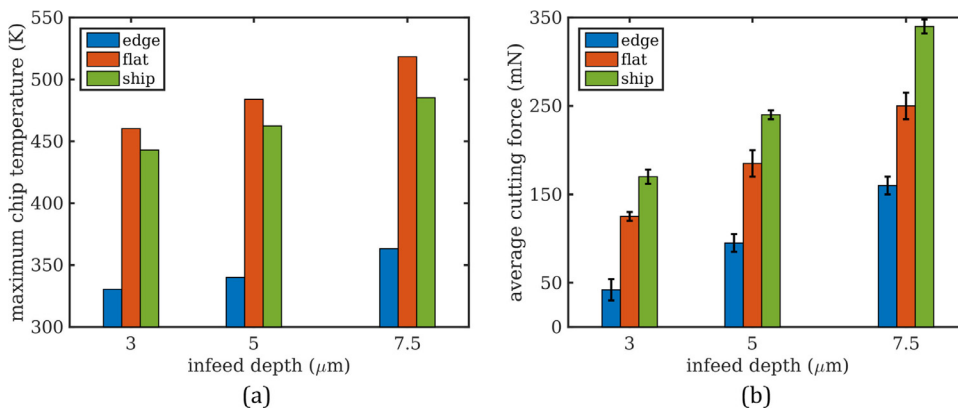 550
500
450
400
350
300
maximum chip temperature (K)
edge
flat
ship
3 5 7.5
infeed depth (μm)
(a)
350
250
150
50
0
average cutting force (mN)
edge
flat
ship
3 5 7.5
infeed depth (μm)
(b)